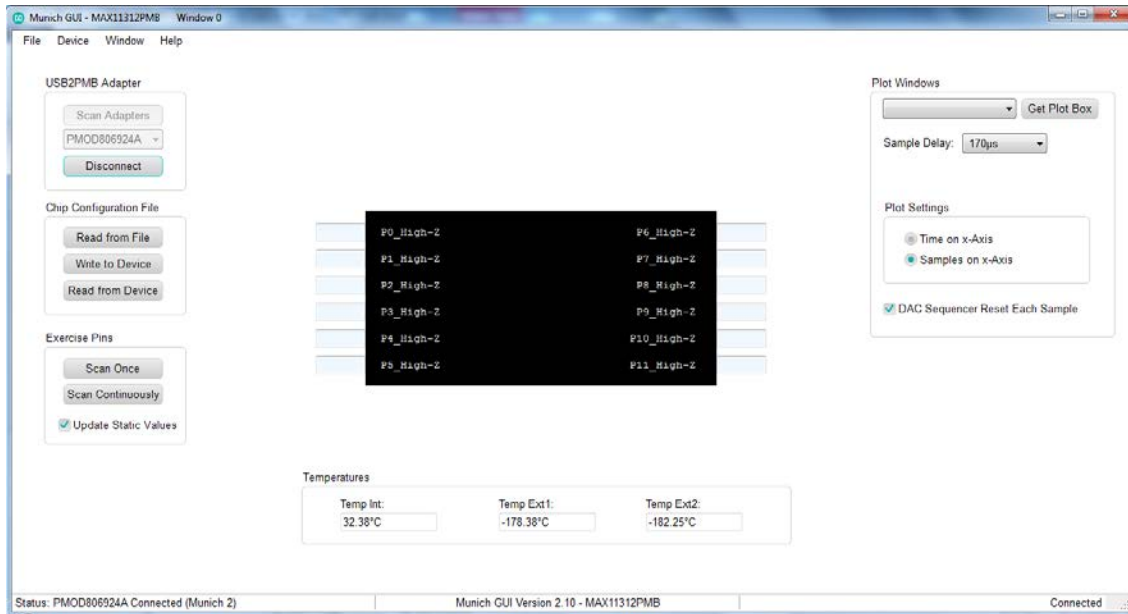 Munich GUI - MAX11312PMB Window 0
File Device Window Help
USB2PMB Adapter
Scan Adapters
PMOD806924A
Disconnect
Chip Configuration File
Read from File
Write to Device
Read from Device
Exercise Pins
Scan Once
Scan Continuously
Update Static Values
P0_High-Z P6_High-Z
P1_High-Z P7_High-Z
P2_High-Z P8_High-Z
P3_High-Z P9_High-Z
P4_High-Z P10_High-Z
P5_High-Z P11_High-Z
Temperatures
Temp Int: Temp Ext1: Temp Ext2:
32.38°C -178.38°C -182.25°C
Plot Windows
Get Plot Box
Sample Delay: 170µs
Plot Settings
Time on x-Axis
Samples on x-Axis
DAC Sequencer Reset Each Sample
Status: PMOD806924A Connected (Munich 2) Munich GUI Version 2.10 - MAX11312PMB Connected